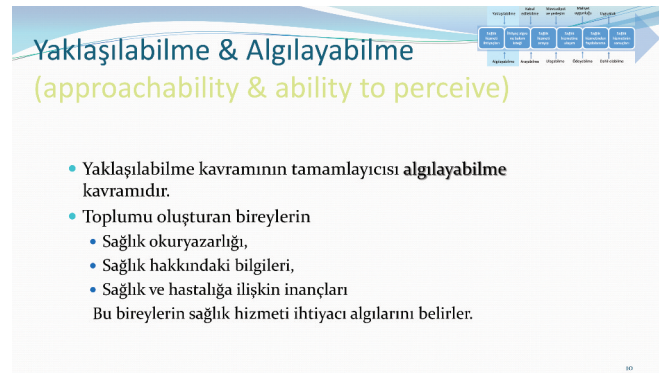 Yaklaşılabilme & Algılayabilme
(approachability & ability to perceive)
Yaklaşılabilme kavramının tamamlayıcısı algılayabilme
kavramıdır.
Toplumu oluşturan bireylerin
Sağlık okuryazarlığı,
Sağlık hakkındaki bilgileri,
Sağlık ve hastalığa ilişkin inançları
Bu bireylerin sağlık hizmeti ihtiyacı algılarını belirler.
10